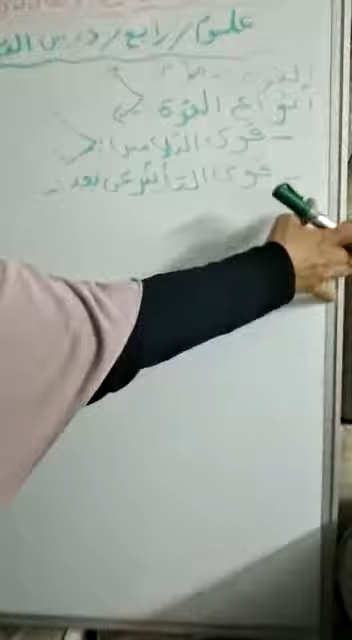 علوم / رابع / درس الق
أنواع القوة
- قوى التلامس
- قوى التأثير عن بعد